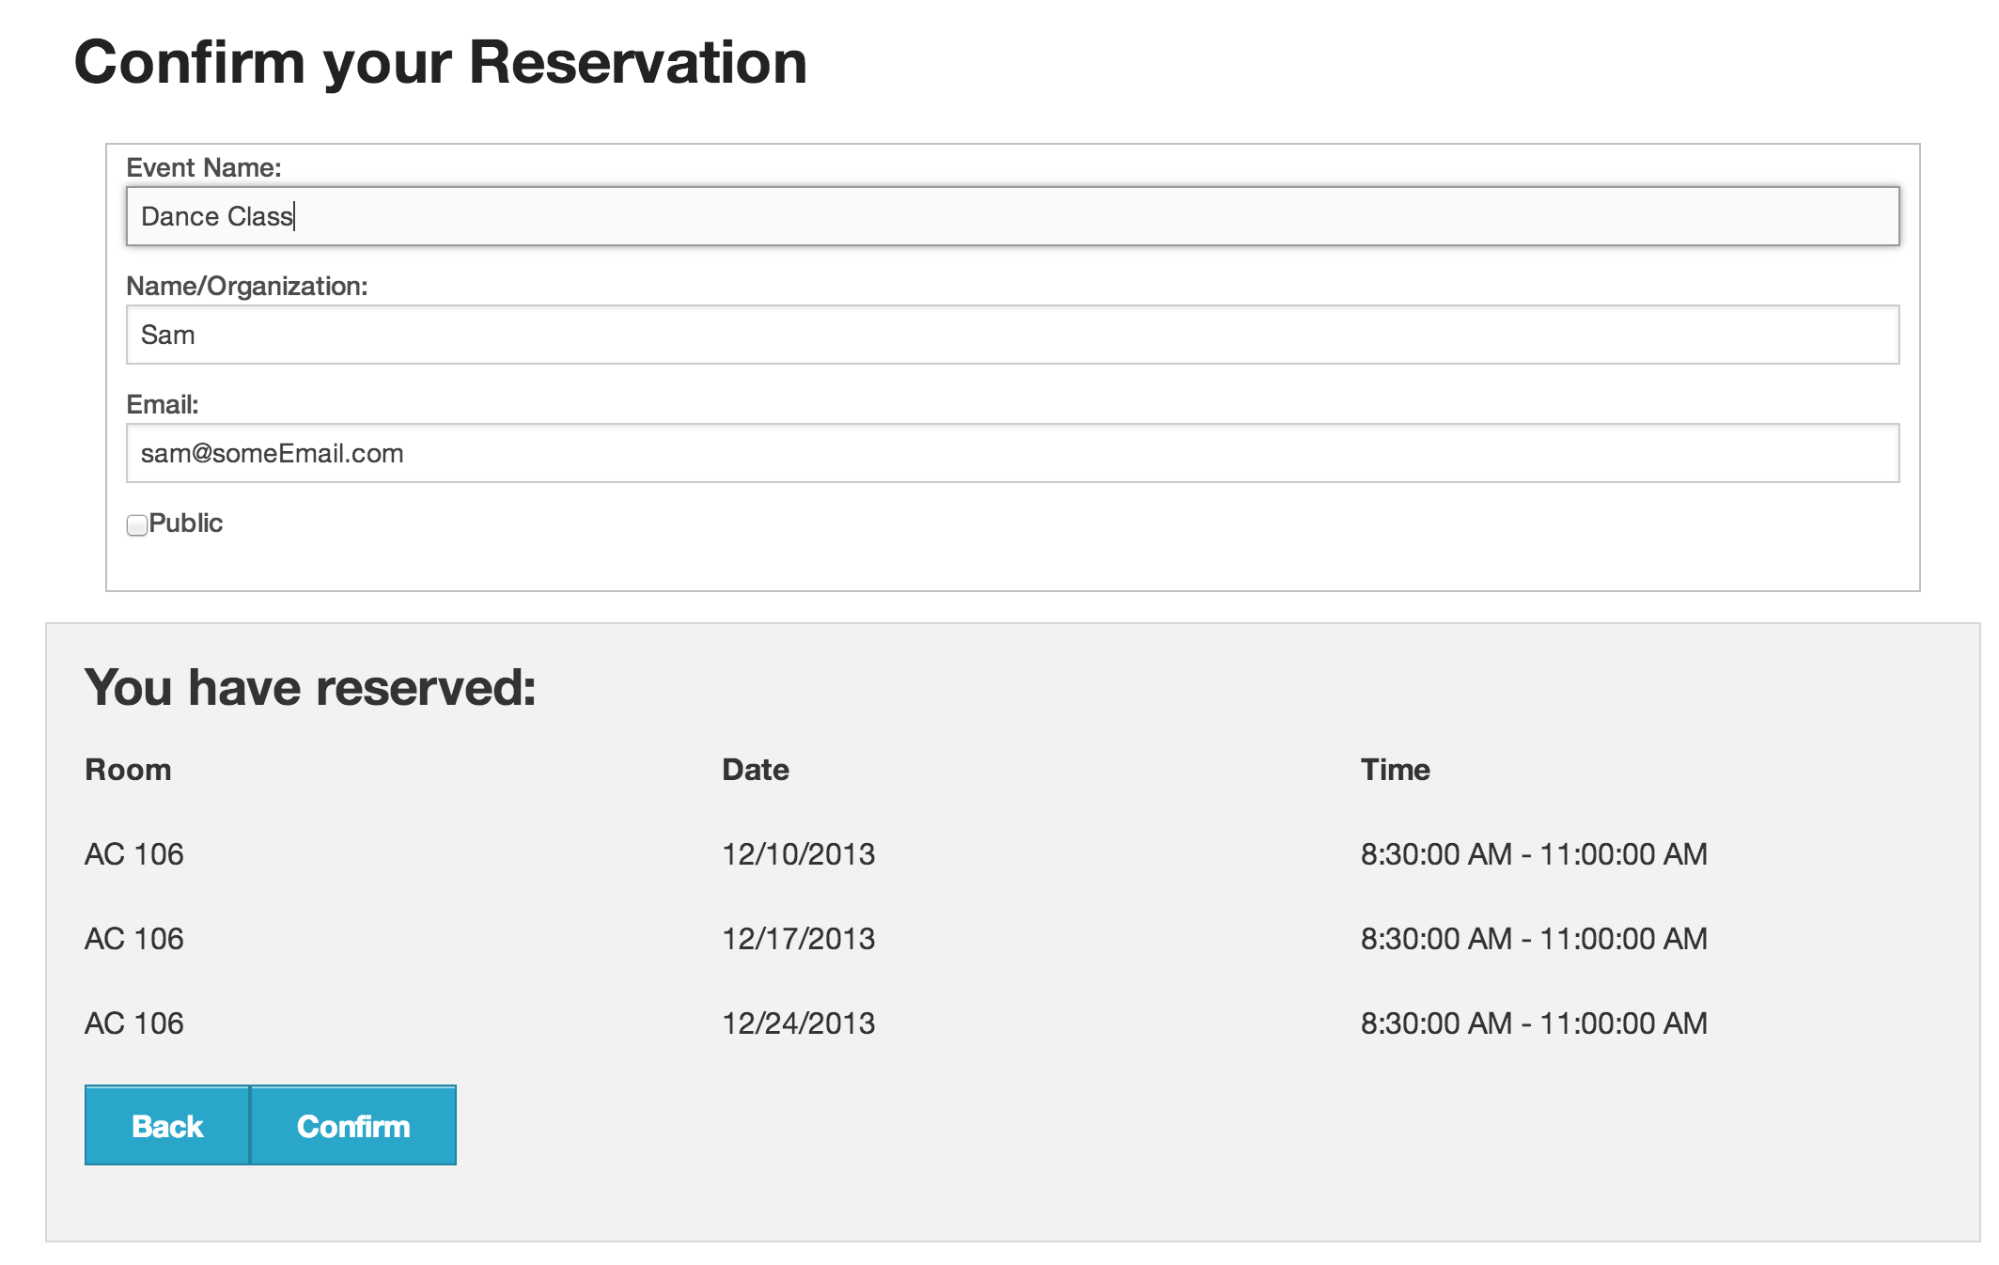 Confirm your Reservation
Event Name:
Dance Class
Name/Organization:
Sam
Email:
sam@someEmail.com
Public
You have reserved:
Room Date Time
AC 106 12/10/2013 8:30:00 AM - 11:00:00 AM
AC 106 12/17/2013 8:30:00 AM - 11:00:00 AM
AC 106 12/24/2013 8:30:00 AM - 11:00:00 AM
Back Confirm